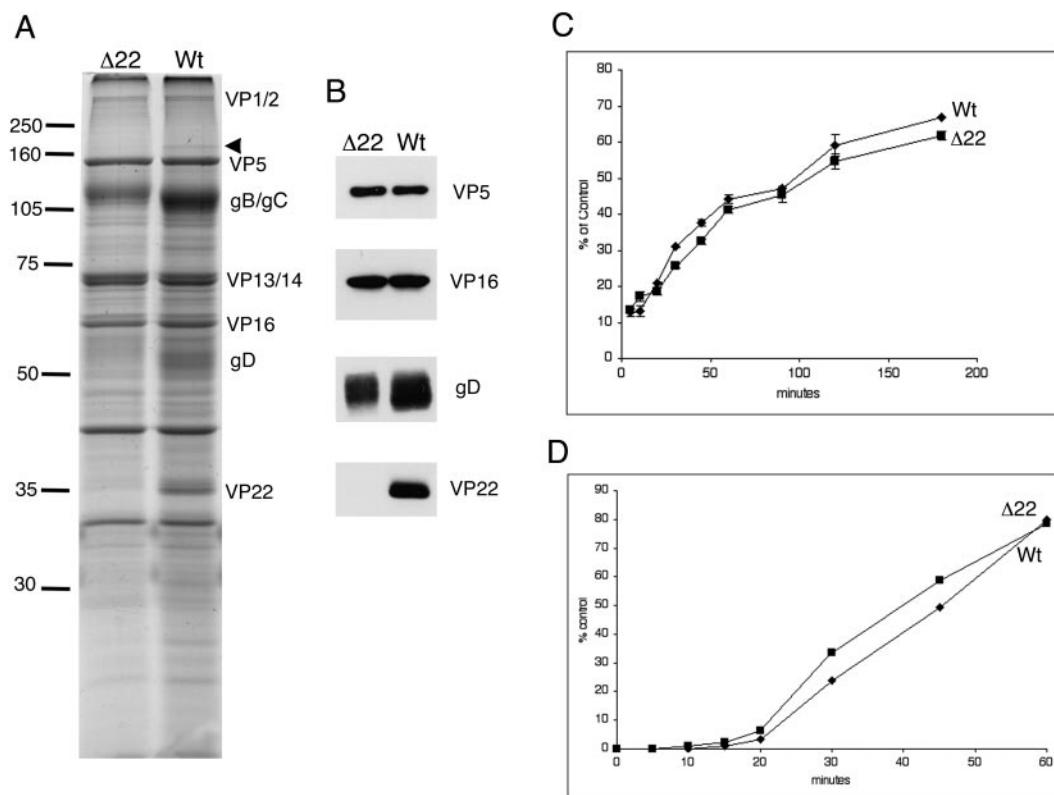 A
Δ22 Wt
VP1/2
250
160
VP5
gB/gC
105
75
VP13/14
VP16
gD
50
35
VP22
30
B
Δ22 Wt
VP5
VP16
gD
VP22
C
80
70
60
50
40
30
20
10
0
% of Control
0 50 100 150 200
minutes
Wt
Δ22
D
90
80
70
60
50
40
30
20
10
0
% control
0 10 20 30 40 50 60
minutes
Δ22
Wt